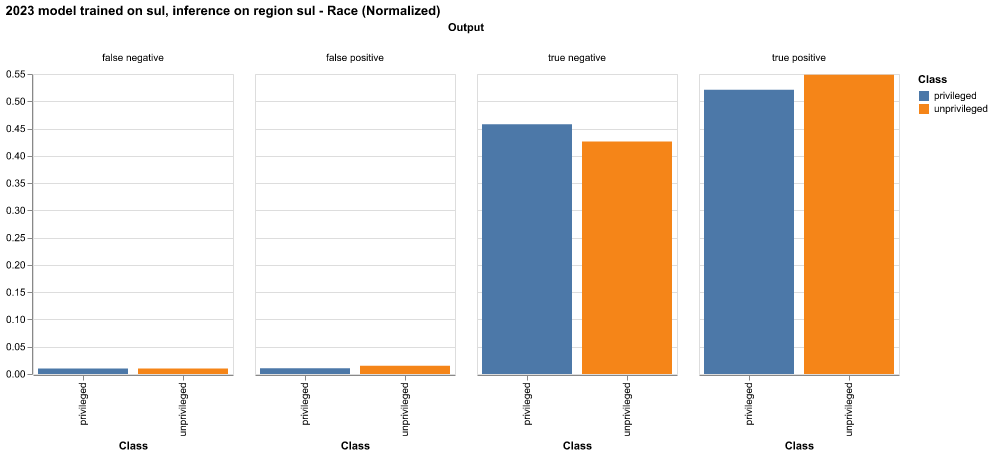 2023 model trained on sul, inference on region sul - Race (Normalized)
Output
false negative
false positive
true negative
true positive
0.55
0.50
0.45
0.40
0.35
0.30
0.25
0.20
0.15
0.10
0.05
0.00
privileged
unprivileged
privileged
unprivileged
privileged
unprivileged
privileged
unprivileged
Class
Class
Class
Class
Class
privileged
unprivileged